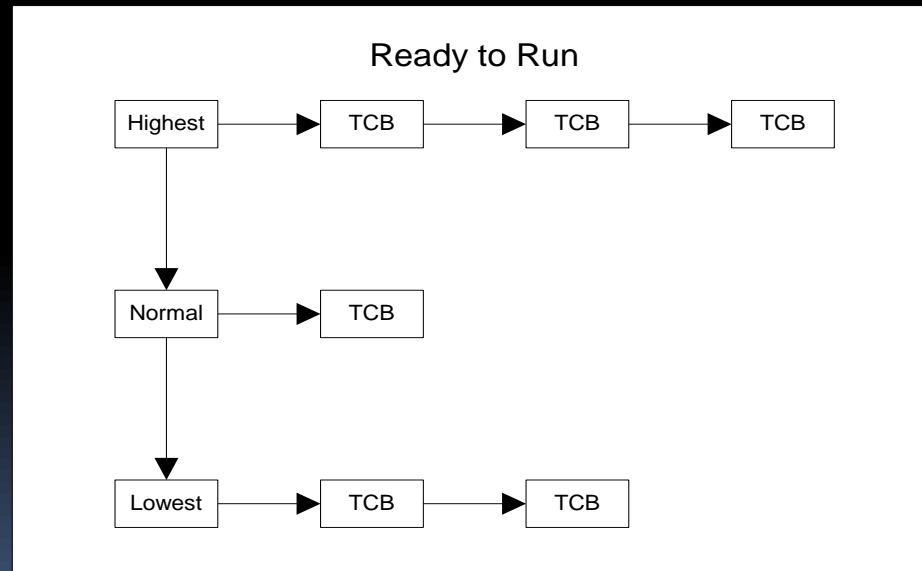 Ready to Run
Highest TCB TCB TCB
Normal TCB
Lowest TCB TCB